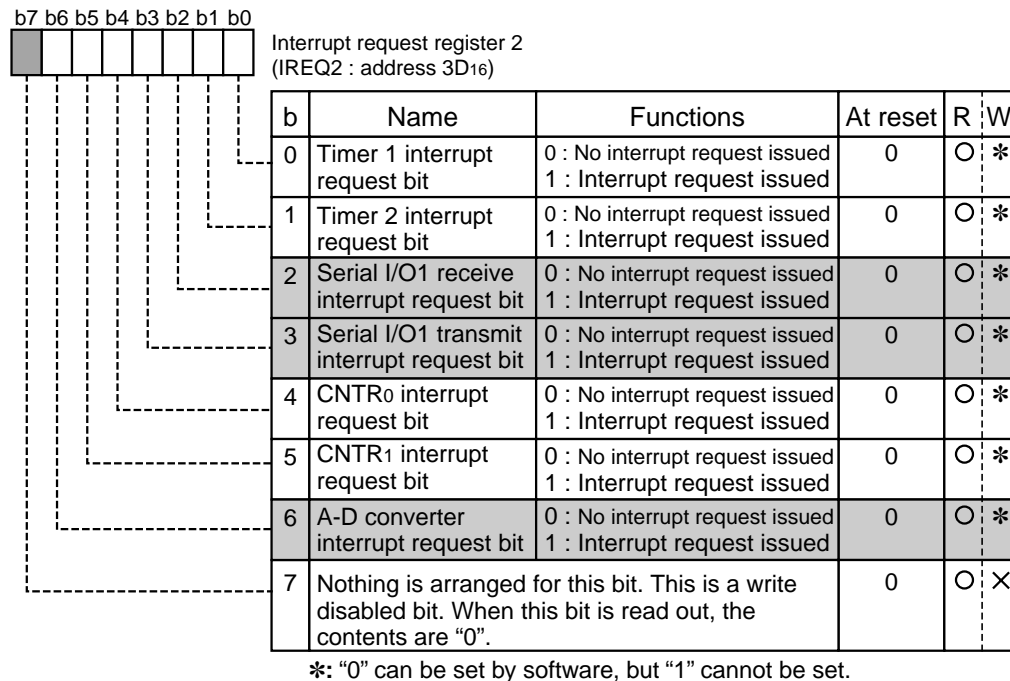 b7 b6 b5 b4 b3 b2 b1 b0
Interrupt request register 2
(IREQ2 : address 3D16)
b Name Functions At reset R W
0 Timer 1 interrupt request bit 0 : No interrupt request issued 0 ○ ✻
1 : Interrupt request issued
1 Timer 2 interrupt request bit 0 : No interrupt request issued 0 ○ ✻
1 : Interrupt request issued
2 Serial I/O1 receive interrupt request bit 0 : No interrupt request issued 0 ○ ✻
1 : Interrupt request issued
3 Serial I/O1 transmit interrupt request bit 0 : No interrupt request issued 0 ○ ✻
1 : Interrupt request issued
4 CNTR0 interrupt request bit 0 : No interrupt request issued 0 ○ ✻
1 : Interrupt request issued
5 CNTR1 interrupt request bit 0 : No interrupt request issued 0 ○ ✻
1 : Interrupt request issued
6 A-D converter interrupt request bit 0 : No interrupt request issued 0 ○ ✻
1 : Interrupt request issued
7 Nothing is arranged for this bit. This is a write 0 ○ ×
disabled bit. When this bit is read out, the
contents are “0”.
✻: “0” can be set by software, but “1” cannot be set.